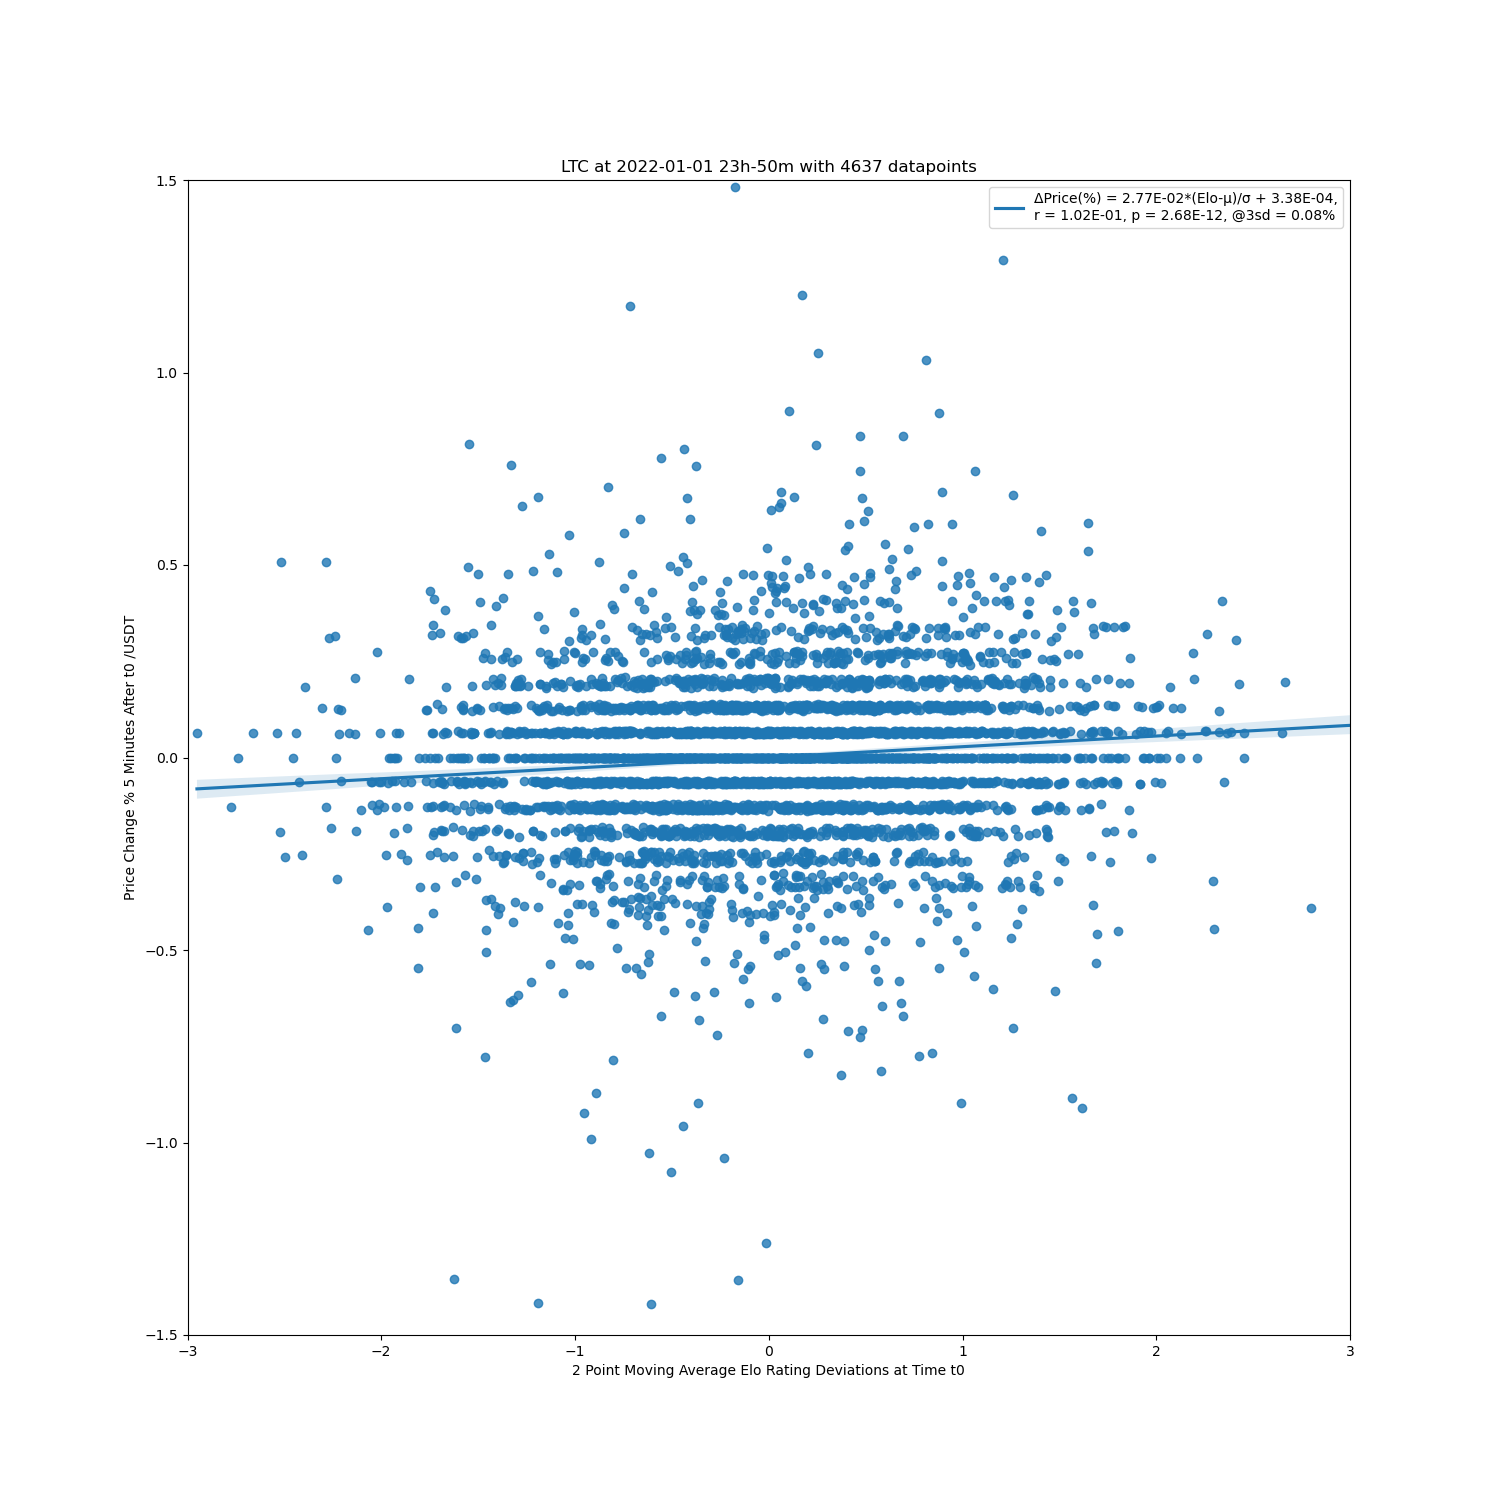 LTC at 2022-01-01 23h-50m with 4637 datapoints
ΔPrice(%) = 2.77E-02*(Elo-μ)/σ + 3.38E-04,
r = 1.02E-01, p = 2.68E-12, @3sd = 0.08%
Price Change % 5 Minutes After t0 /USDT
1.5
1.0
0.5
0.0
−0.5
−1.0
−1.5
−3
−2
−1
0
1
2
3
2 Point Moving Average Elo Rating Deviations at Time t0